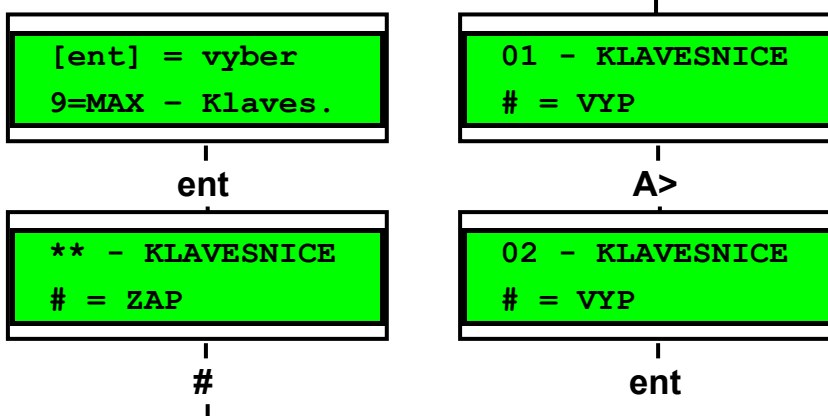 [ent] = vyber
9=MAX – Klaves.
ent
** - KLAVESNICE
# = ZAP
#
01 - KLAVESNICE
# = VYP
A>
02 - KLAVESNICE
# = VYP
ent